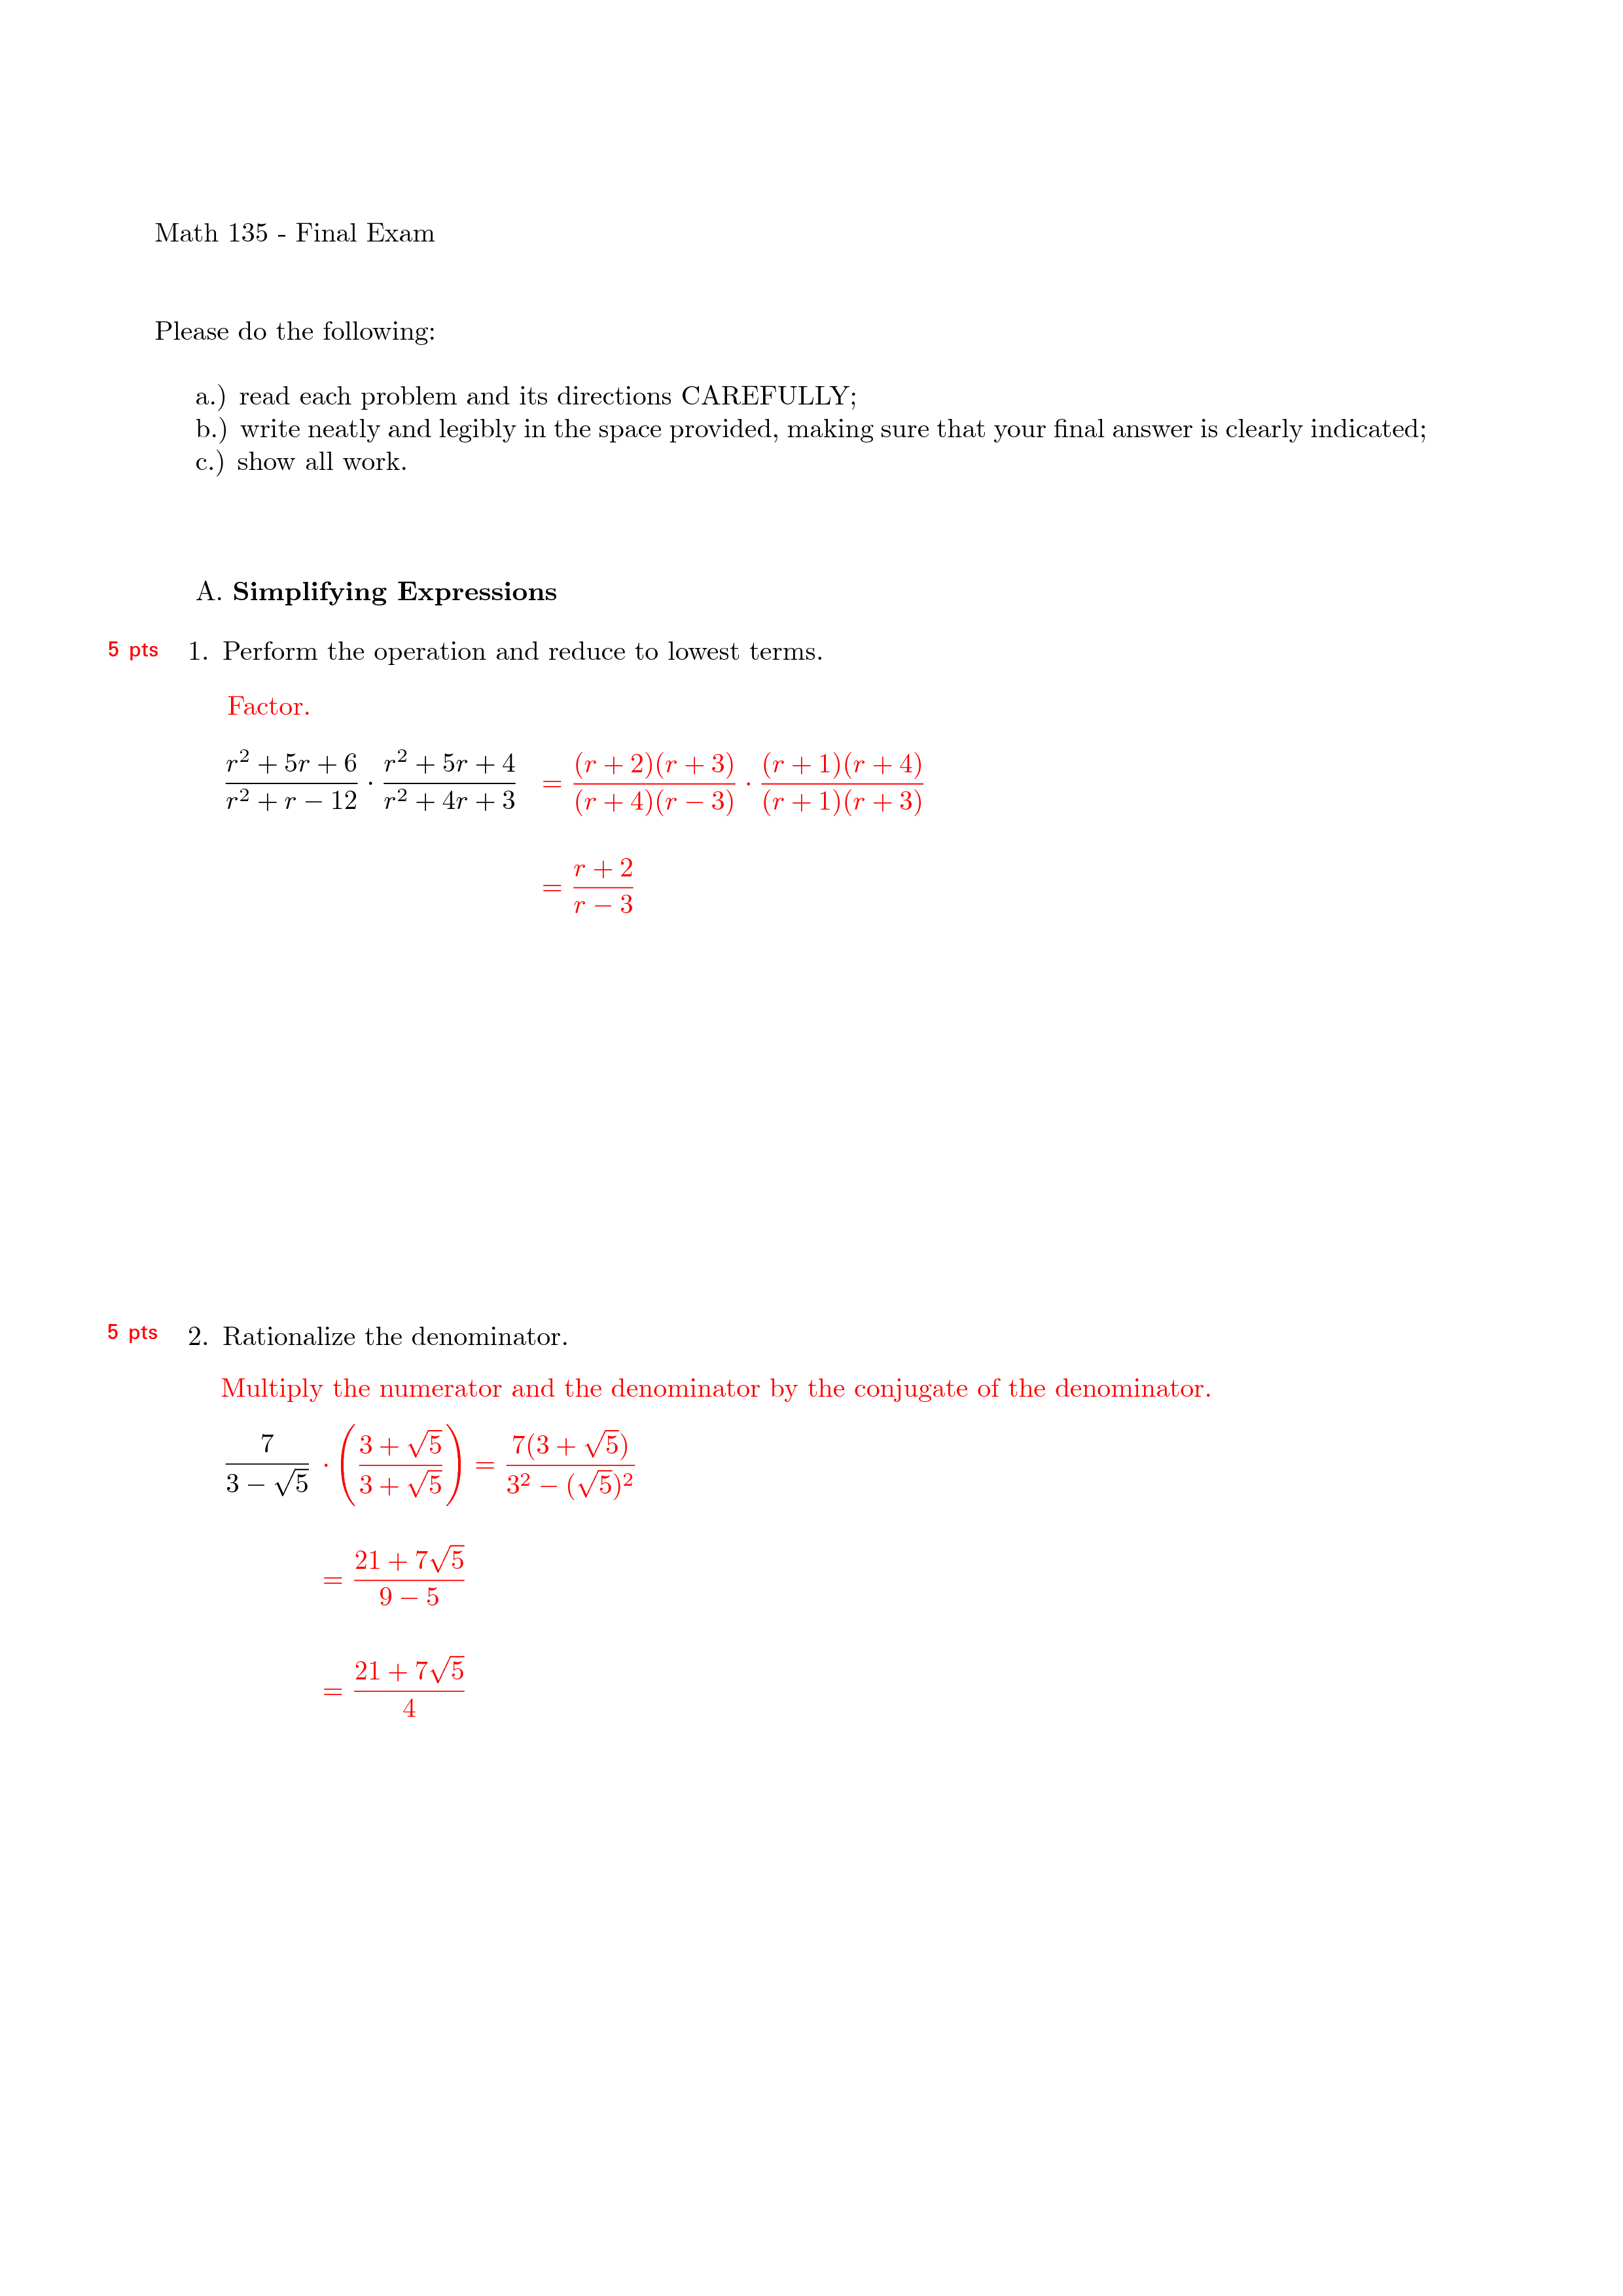 Math 135 - Final Exam
Please do the following:
a.) read each problem and its directions CAREFULLY;
b.) write neatly and legibly in the space provided, making sure that your final answer is clearly indicated;
c.) show all work.
A. Simplifying Expressions
5 pts 1. Perform the operation and reduce to lowest terms.
Factor.
\frac{r^2 + 5r + 6}{r^2 + r - 12} \cdot \frac{r^2 + 5r + 4}{r^2 + 4r + 3} = \frac{(r + 2)(r + 3)}{(r + 4)(r - 3)} \cdot \frac{(r + 1)(r + 4)}{(r + 1)(r + 3)}
= \frac{r + 2}{r - 3}
5 pts 2. Rationalize the denominator.
Multiply the numerator and the denominator by the conjugate of the denominator.
\frac{7}{3 - \sqrt{5}} \cdot \left( \frac{3 + \sqrt{5}}{3 + \sqrt{5}} \right) = \frac{7(3 + \sqrt{5})}{3^2 - (\sqrt{5})^2}
= \frac{21 + 7\sqrt{5}}{9 - 5}
= \frac{21 + 7\sqrt{5}}{4}